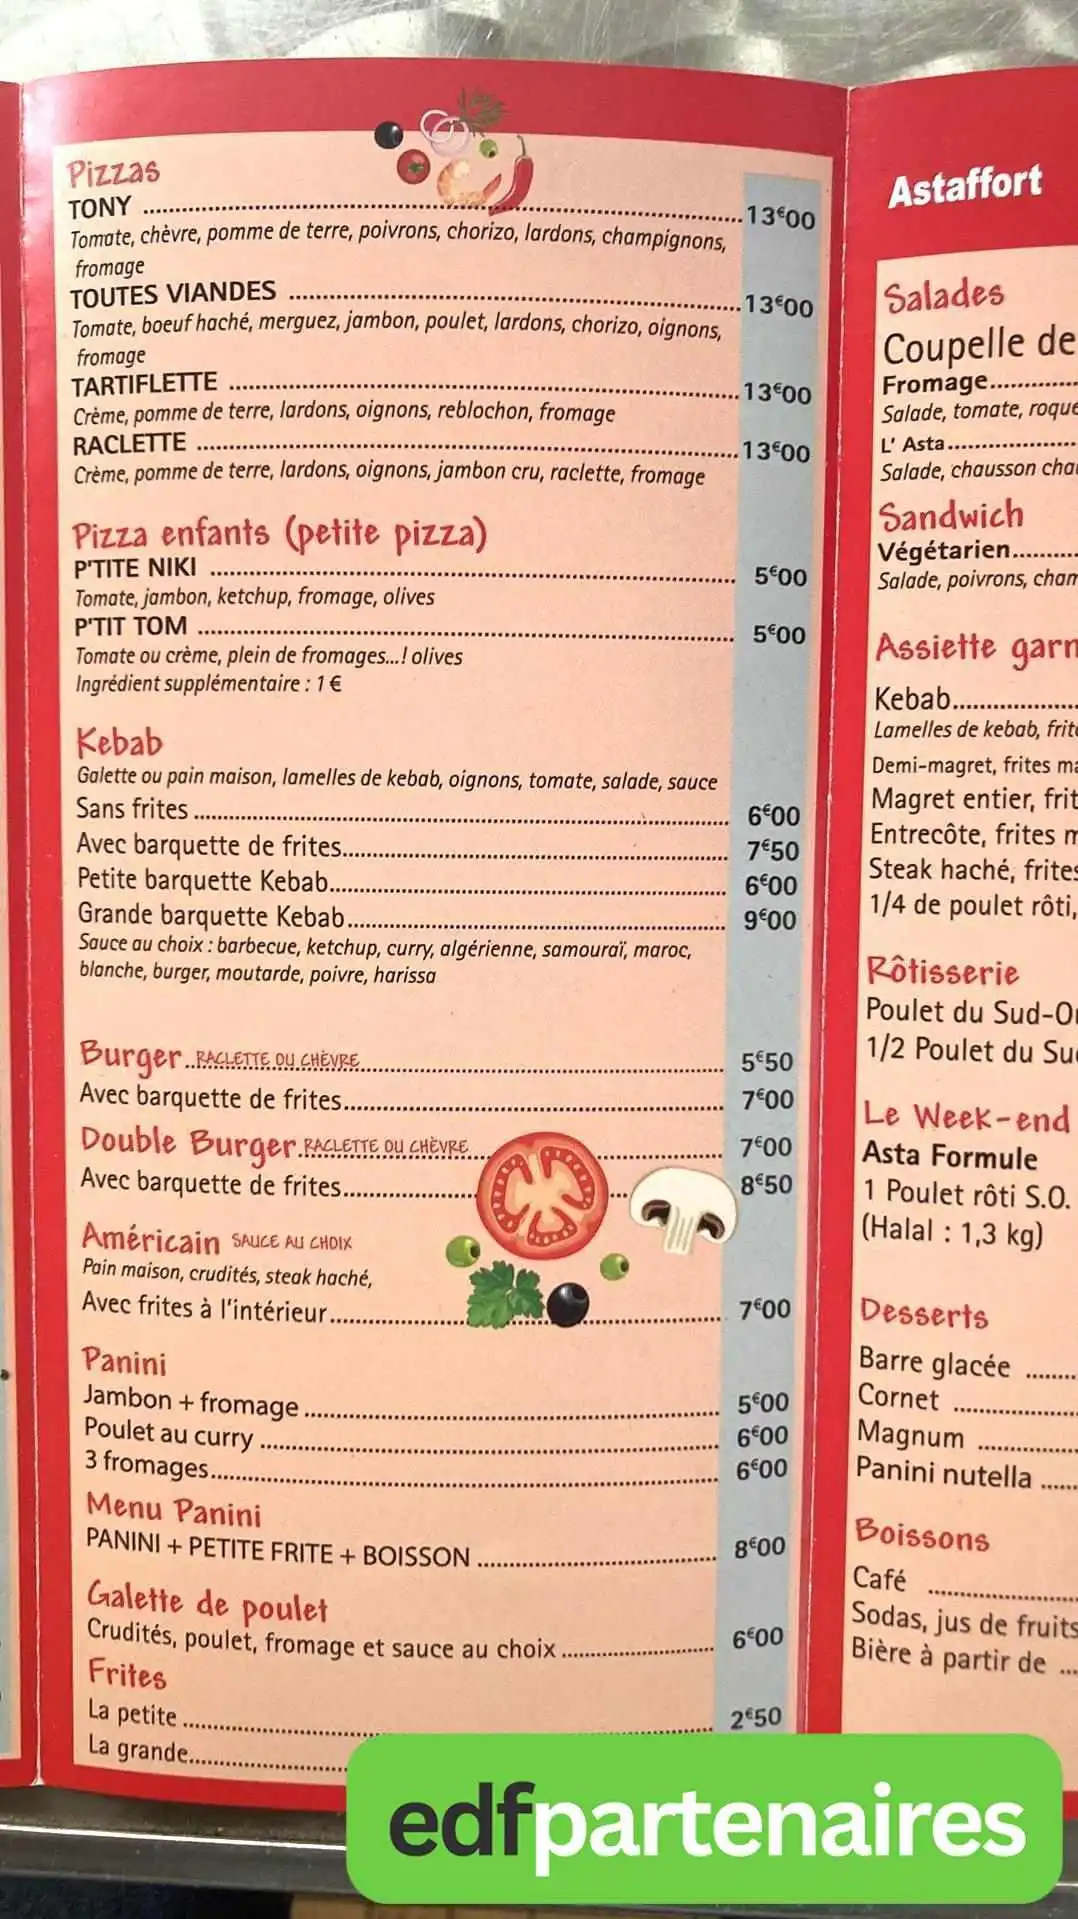 Pizzas
TONY ..... 13€00
Tomate, chèvre, pomme de terre, poivrons, chorizo, lardons, champignons,
fromage
TOUTES VIANDES ..... 13€00
Tomate, boeuf haché, merguez, jambon, poulet, lardons, chorizo, oignons,
fromage
TARTIFLETTE ..... 13€00
Crème, pomme de terre, lardons, oignons, reblochon, fromage
RACLETTE ..... 13€00
Crème, pomme de terre, lardons, oignons, jambon cru, raclette, fromage
Pizza enfants (petite pizza)
P'TITE NIKI ..... 5€00
Tomate, jambon, ketchup, fromage, olives
P'TIT TOM ..... 5€00
Tomate ou crème, plein de fromages...! olives
Ingrédient supplémentaire : 1 €
Kebab
Galette ou pain maison, lamelles de kebab, oignons, tomate, salade, sauce
Sans frites ..... 6€00
Avec barquette de frites..... 7€50
Petite barquette Kebab..... 6€00
Grande barquette Kebab..... 9€00
Sauce au choix : barbecue, ketchup, curry, algérienne, samouraï, maroc,
blanche, burger, moutarde, poivre, harissa
Burger..RACLETTE OU CHÈVRE..... 5€50
Avec barquette de frites..... 7€00
Double Burger.RACLETTE OU CHÈVRE..... 7€00
Avec barquette de frites..... 8€50
Américain SAUCE AU CHOIX
Pain maison, crudités, steak haché,
Avec frites à l'intérieur..... 7€00
Panini
Jambon + fromage ..... 5€00
Poulet au curry ..... 6€00
3 fromages..... 6€00
Menu Panini
PANINI + PETITE FRITE + BOISSON ..... 8€00
Galette de poulet
Crudités, poulet, fromage et sauce au choix ..... 6€00
Frites
La petite ..... 2€50
La grande.....
Astaffort
Salades
Coupelle de
Fromage.....
Salade, tomate, roque
L' Asta.....
Salade, chausson
Sandwich
Végétarien.....
Salade, poivrons, cham
Assiette garn
Kebab.....
Lamelles de kebab, frit
Demi-magret, frites ma
Magret entier, frit
Entrecôte, frites m
Steak haché, frites
1/4 de poulet rôti,
Rôtisserie
Poulet du Sud-Ou
1/2 Poulet du Su
Le Week-end
Asta Formule
1 Poulet rôti S.O.
(Halal : 1,3 kg)
Desserts
Barre glacée .....
Cornet .....
Magnum .....
Panini nutella .....
Boissons
Café .....
Sodas, jus de fruits
Bière à partir de ...
edfpartenaires